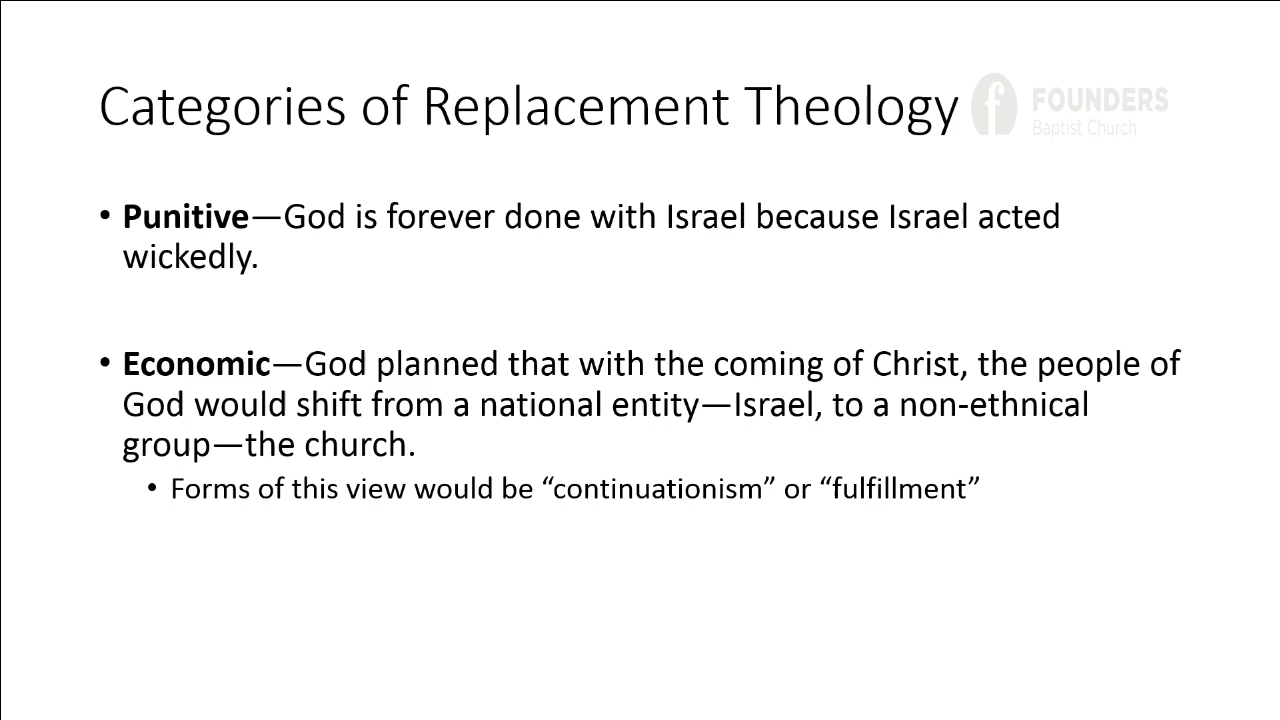 Categories of Replacement Theology
FOUNDERS
Baptist Church
• Punitive—God is forever done with Israel because Israel acted
wickedly.
• Economic—God planned that with the coming of Christ, the people of
God would shift from a national entity—Israel, to a non-ethnical
group—the church.
• Forms of this view would be “continuationism” or “fulfillment”